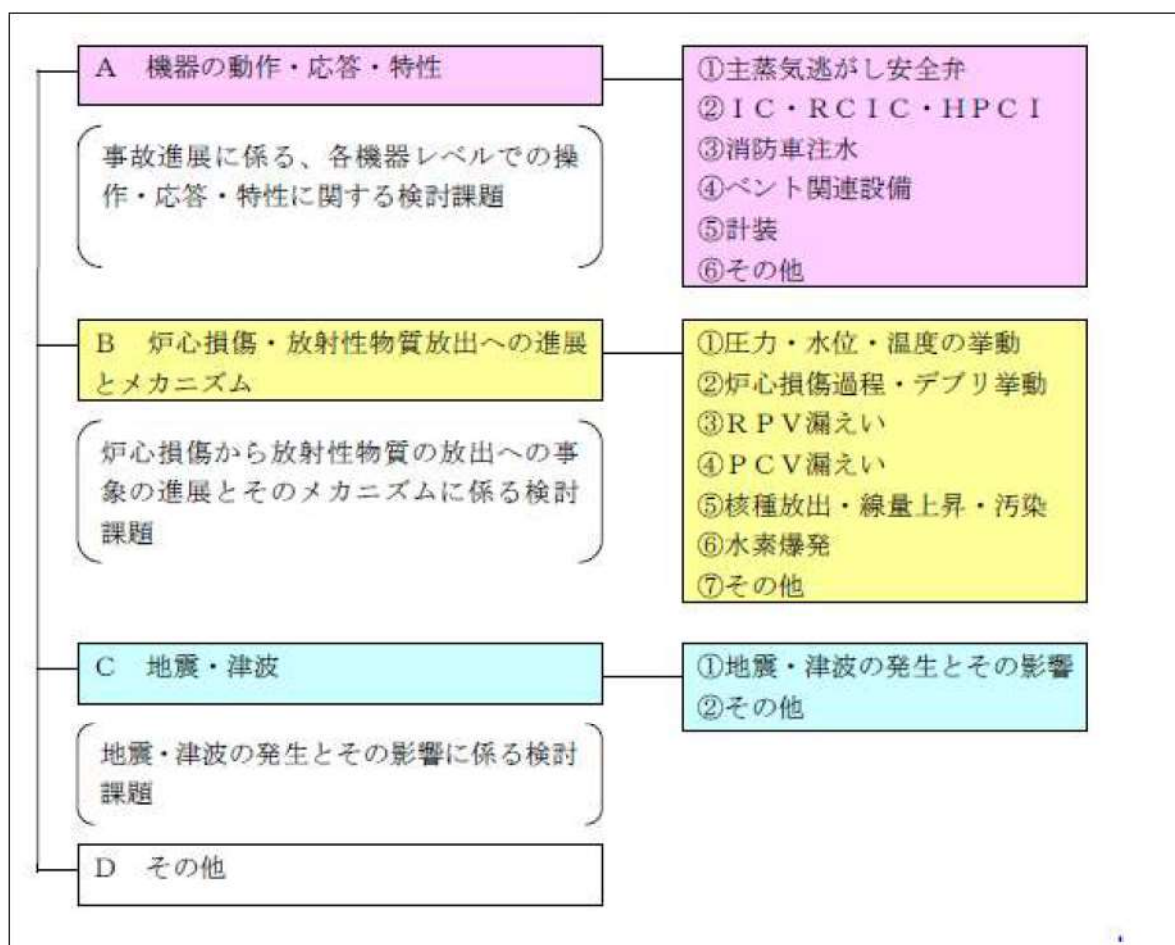 A 機器の動作・応答・特性
事故進展に係る、各機器レベルでの操
作・応答・特性に関する検討課題
①主蒸気逃がし安全弁
②IC・RCIC・HPCI
③消防車注水
④ベント関連設備
⑤計装
⑥その他
B 炉心損傷・放射性物質放出への進展
とメカニズム
炉心損傷から放射性物質の放出への事
象の進展とそのメカニズムに係る検討
課題
①圧力・水位・温度の挙動
②炉心損傷過程・デブリ挙動
③RPV漏えい
④PCV漏えい
⑤核種放出・線量上昇・汚染
⑥水素爆発
⑦その他
C 地震・津波
地震・津波の発生とその影響に係る検討
課題
①地震・津波の発生とその影響
②その他
D その他